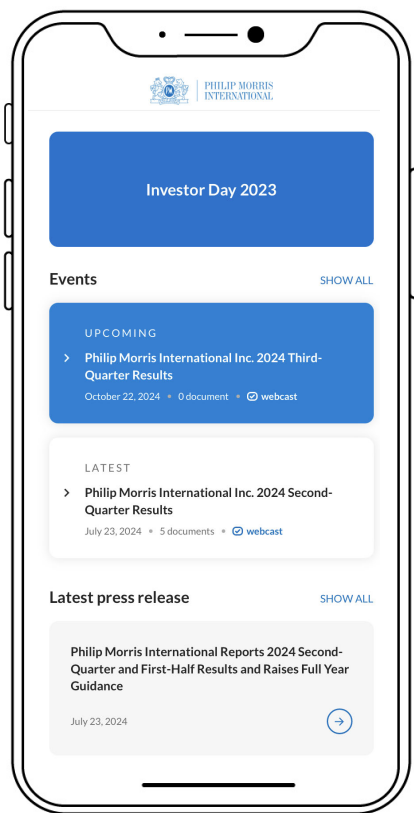 PHILIP MORRIS
INTERNATIONAL
Investor Day 2023
Events
SHOW ALL
UPCOMING
Philip Morris International Inc. 2024 Third-
Quarter Results
October 22, 2024 • 0 document • webcast
LATEST
Philip Morris International Inc. 2024 Second-
Quarter Results
July 23, 2024 • 5 documents • webcast
Latest press release
SHOW ALL
Philip Morris International Reports 2024 Second-
Quarter and First-Half Results and Raises Full Year
Guidance
July 23, 2024